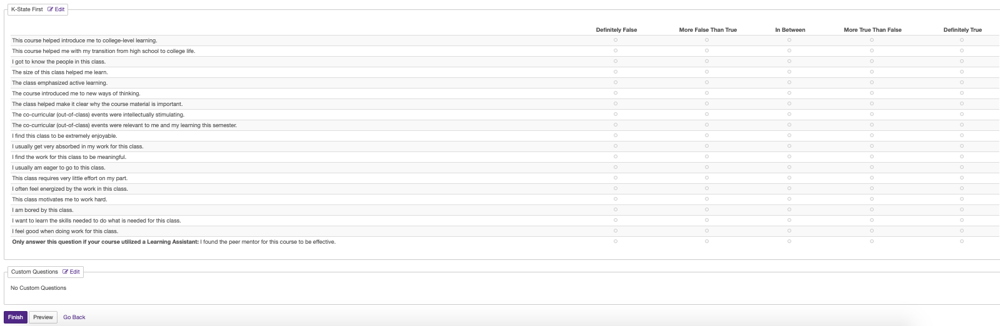 K-State First Edit
Definitely False More False Than True In Between More True Than False Definitely True
This course helped introduce me to college-level learning.
This course helped me with my transition from high school to college life.
I got to know the people in this class.
The size of this class helped me learn.
The class emphasized active learning.
The course introduced me to new ways of thinking.
The class helped make it clear why the course material is important.
The co-curricular (out-of-class) events were intellectually stimulating.
The co-curricular (out-of-class) events were relevant to me and my learning this semester.
I find this class to be extremely enjoyable.
I usually get very absorbed in my work for this class.
I find the work for this class to be meaningful.
I usually am eager to go to this class.
This class requires very little effort on my part.
I often feel energized by the work in this class.
This class motivates me to work hard.
I am bored by this class.
I want to learn the skills needed to do what is needed for this class.
I feel good when doing work for this class.
Only answer this question if your course utilized a Learning Assistant: I found the peer mentor for this course to be effective.
Custom Questions Edit
No Custom Questions
Finish Preview Go Back